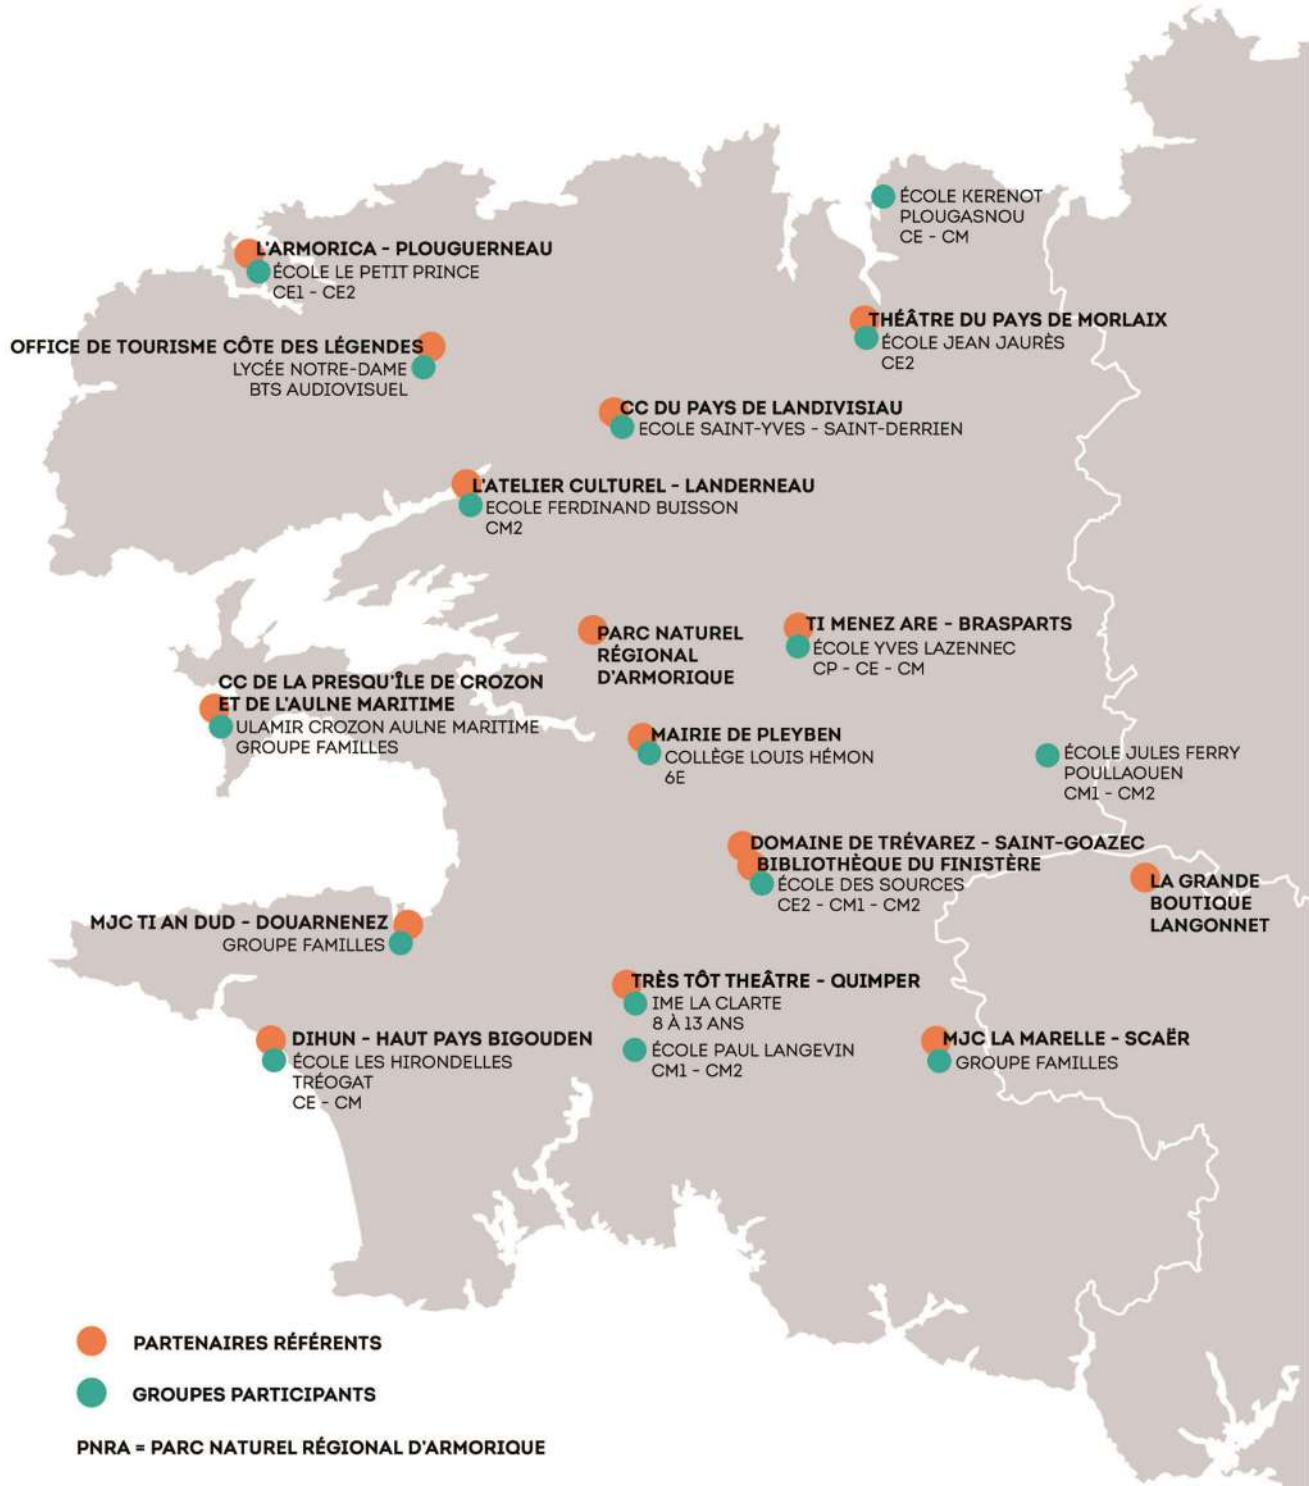 ÉCOLE KERENOT
PLOUGASNOU
CE - CM
L'ARMORICA - PLOUGUERNEAU
ÉCOLE LE PETIT PRINCE
CE1 - CE2
THÉÂTRE DU PAYS DE MORLAIX
ÉCOLE JEAN JAURÈS
CE2
OFFICE DE TOURISME CÔTE DES LÉGENDES
LYCÉE NOTRE-DAME
BTS AUDIOVISUEL
CC DU PAYS DE LANDIVISIAU
ECOLE SAINT-YVES - SAINT-DERRIEN
L'ATELIER CULTUREL - LANDERNEAU
ECOLE FERDINAND BUISSON
CM2
PARC NATUREL
RÉGIONAL
D'ARMORIQUE
TI MENEZ ARE - BRASPARTS
ÉCOLE YVES LAZENNEC
CP - CE - CM
CC DE LA PRESQU'ÎLE DE CROZON
ET DE L'AULNE MARITIME
ULAMIR CROZON AULNE MARITIME
GROUPE FAMILLES
MAIRIE DE PLEYBEN
COLLÈGE LOUIS HÉMON
6E
ÉCOLE JULES FERRY
POULLAOUEN
CM1 - CM2
DOMAINE DE TRÉVAREZ - SAINT-GOAZEC
BIBLIOTHÈQUE DU FINISTÈRE
ÉCOLE DES SOURCES
CE2 - CM1 - CM2
LA GRANDE
BOUTIQUE
LANGONNET
MJC TI AN DUD - DOUARNENEZ
GROUPE FAMILLES
TRÈS TÔT THEÂTRE - QUIMPER
IME LA CLARTE
8 À 13 ANS
ÉCOLE PAUL LANGEVIN
CM1 - CM2
DIHUN - HAUT PAYS BIGOUDEN
ÉCOLE LES HIRONDELLES
TRÉOGAT
CE - CM
MJC LA MARELLE - SCAËR
GROUPE FAMILLES
PARTENAIRES RÉFÉRENTS
GROUPES PARTICIPANTS
PNRA = PARC NATUREL RÉGIONAL D'ARMORIQUE